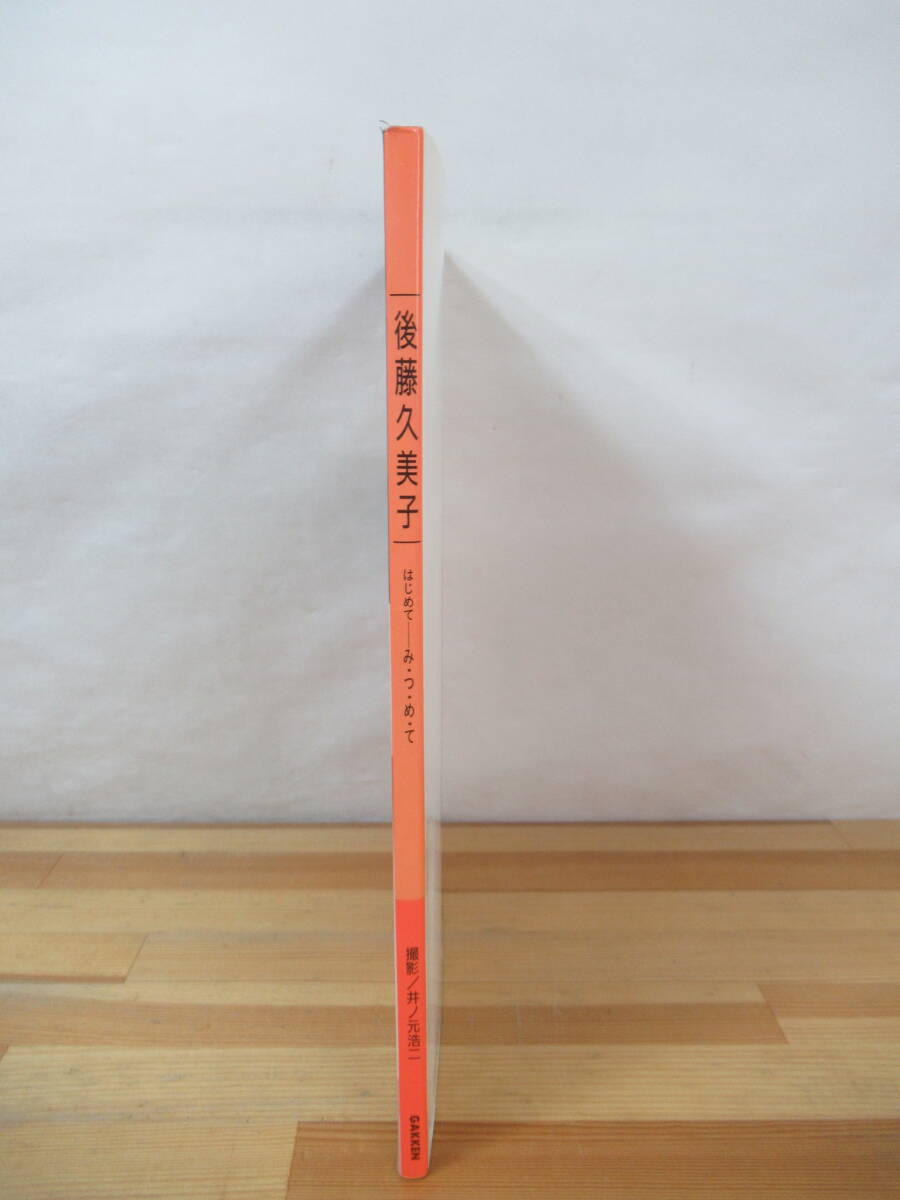 後藤久美子
はじめて――み・つ・め・て
撮影/井ノ元浩二
GAKKEN